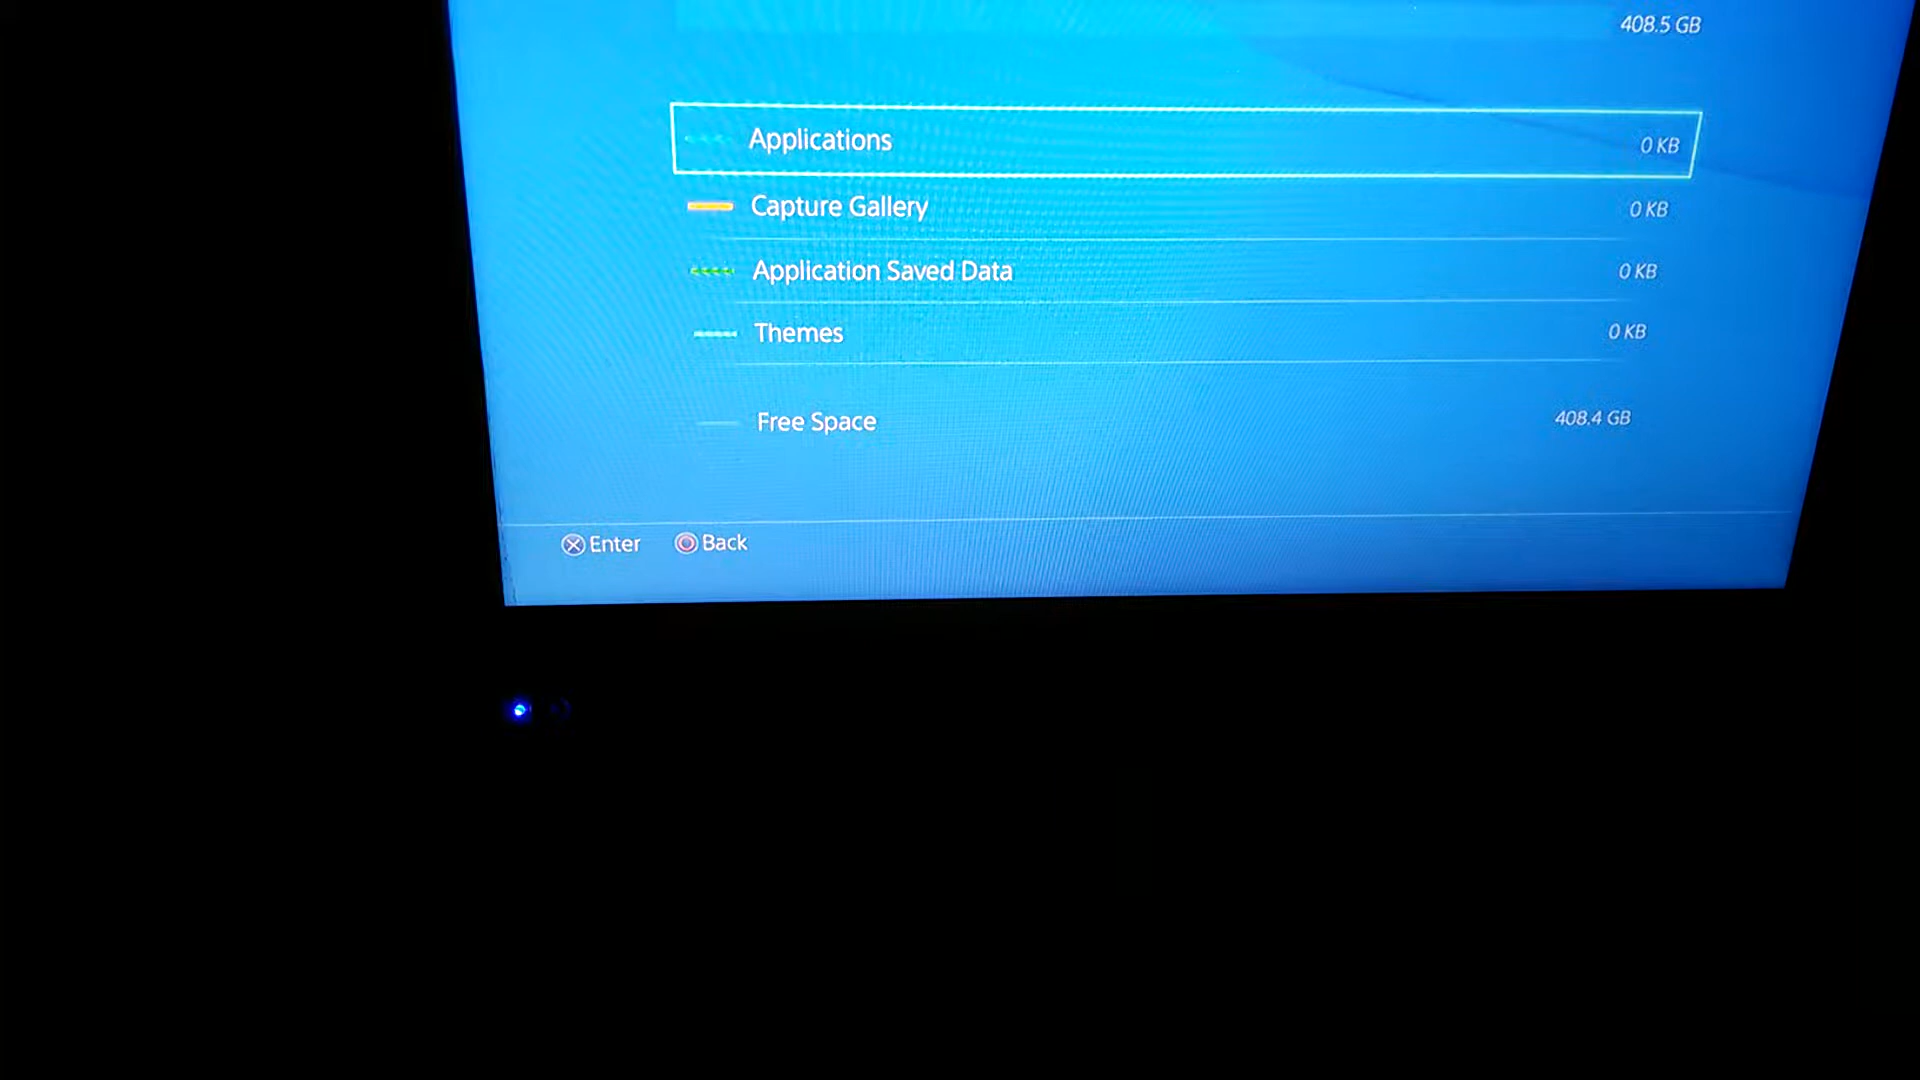 408.5 GB
Applications 0 KB
Capture Gallery 0 KB
Application Saved Data 0 KB
Themes 0 KB
Free Space 408.4 GB
Enter Back